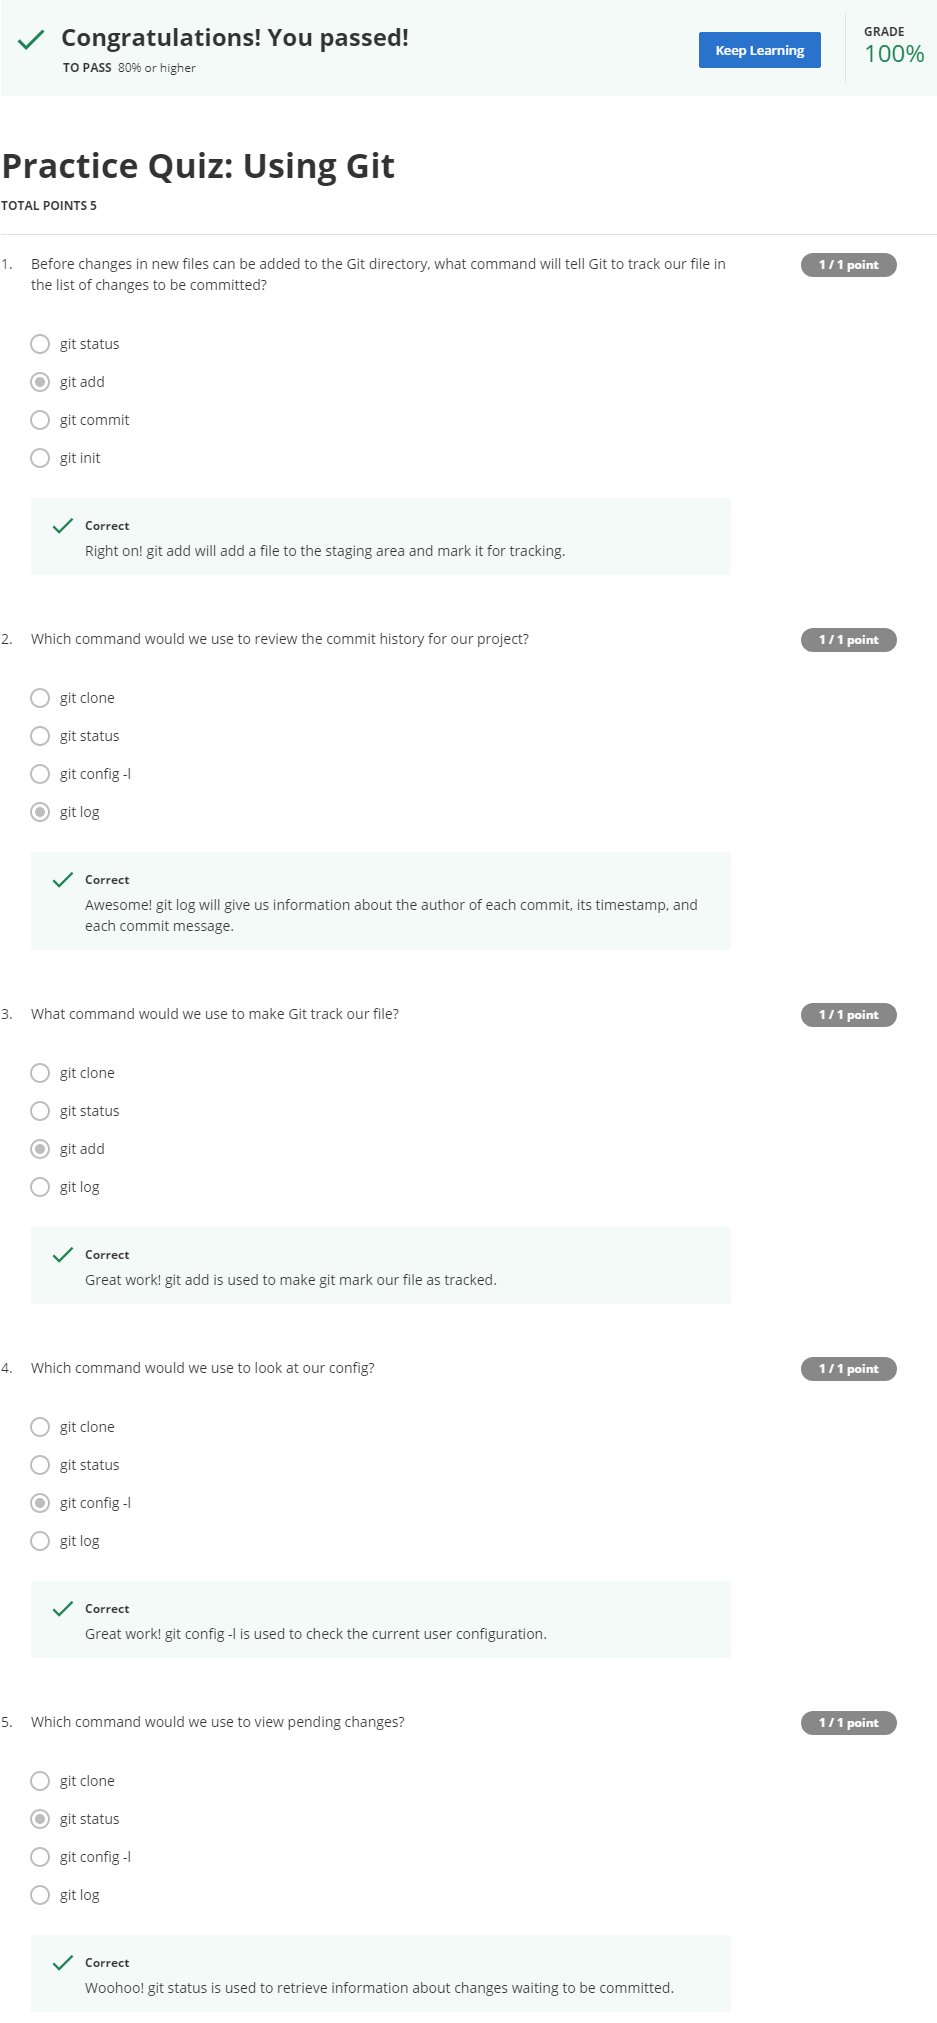 Congratulations! You passed!
TO PASS 80% or higher
Keep Learning
GRADE
100%
Practice Quiz: Using Git
TOTAL POINTS 5
1. Before changes in new files can be added to the Git directory, what command will tell Git to track our file in
the list of changes to be committed?
1 / 1 point
git status
git add
git commit
git init
Correct
Right on! git add will add a file to the staging area and mark it for tracking.
2. Which command would we use to review the commit history for our project?
1 / 1 point
git clone
git status
git config -l
git log
Correct
Awesome! git log will give us information about the author of each commit, its timestamp, and
each commit message.
3. What command would we use to make Git track our file?
1 / 1 point
git clone
git status
git add
git log
Correct
Great work! git add is used to make git mark our file as tracked.
4. Which command would we use to look at our config?
1 / 1 point
git clone
git status
git config -l
git log
Correct
Great work! git config -l is used to check the current user configuration.
5. Which command would we use to view pending changes?
1 / 1 point
git clone
git status
git config -l
git log
Correct
Woohoo! git status is used to retrieve information about changes waiting to be committed.